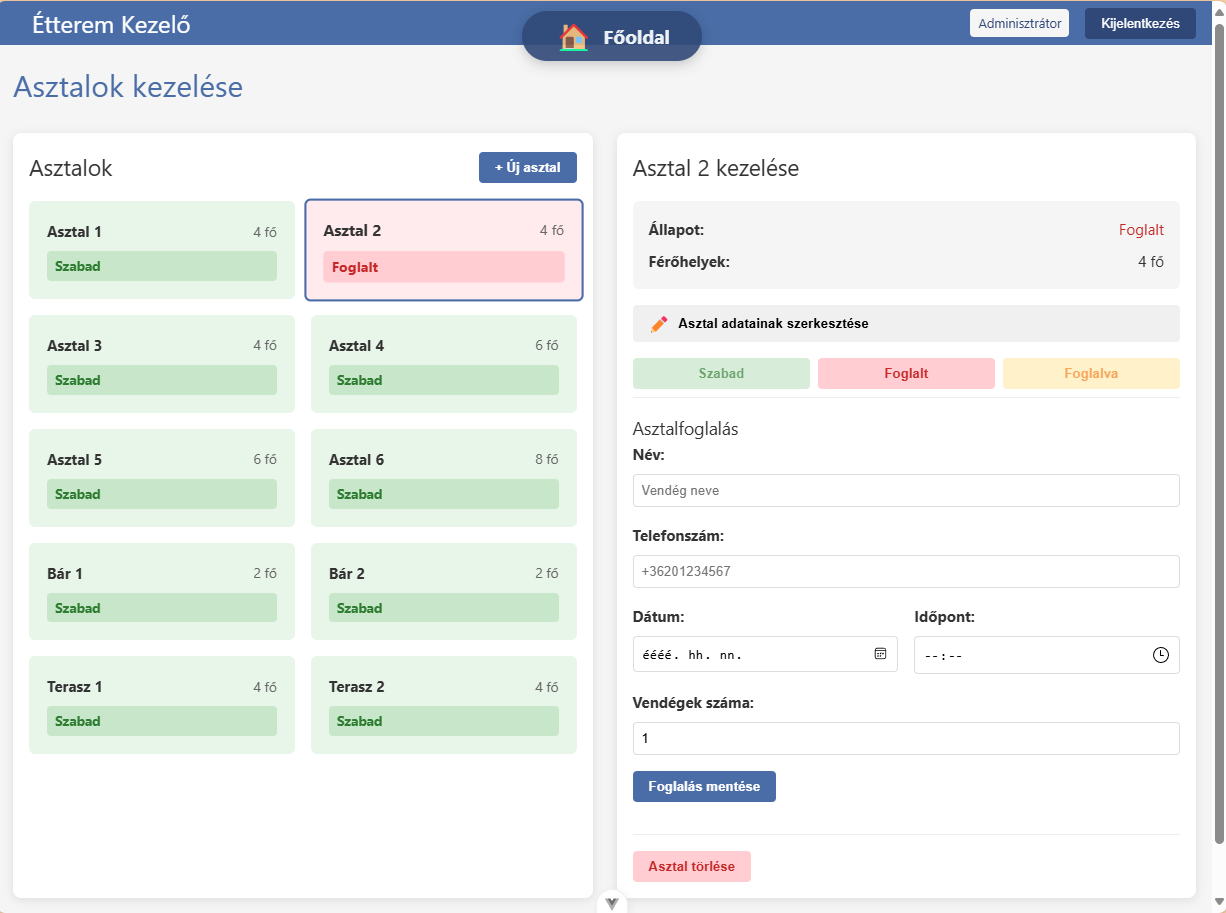 Étterem Kezelő
Főoldal
Adminisztrátor
Kijelentkezés
Asztalok kezelése
Asztalok
+ Új asztal
Asztal 1
4 fő
Szabad
Asztal 2
4 fő
Foglalt
Asztal 3
4 fő
Szabad
Asztal 4
6 fő
Szabad
Asztal 5
6 fő
Szabad
Asztal 6
8 fő
Szabad
Bár 1
2 fő
Szabad
Bár 2
2 fő
Szabad
Terasz 1
4 fő
Szabad
Terasz 2
4 fő
Szabad
Asztal 2 kezelése
Állapot:
Foglalt
Férőhelyek:
4 fő
Asztal adatainak szerkesztése
Szabad
Foglalt
Foglalva
Asztalfoglalás
Név:
Vendég neve
Telefonszám:
+36201234567
Dátum:
éééé. hh. nn.
Időpont:
--:--
Vendégek száma:
1
Foglalás mentése
Asztal törlése